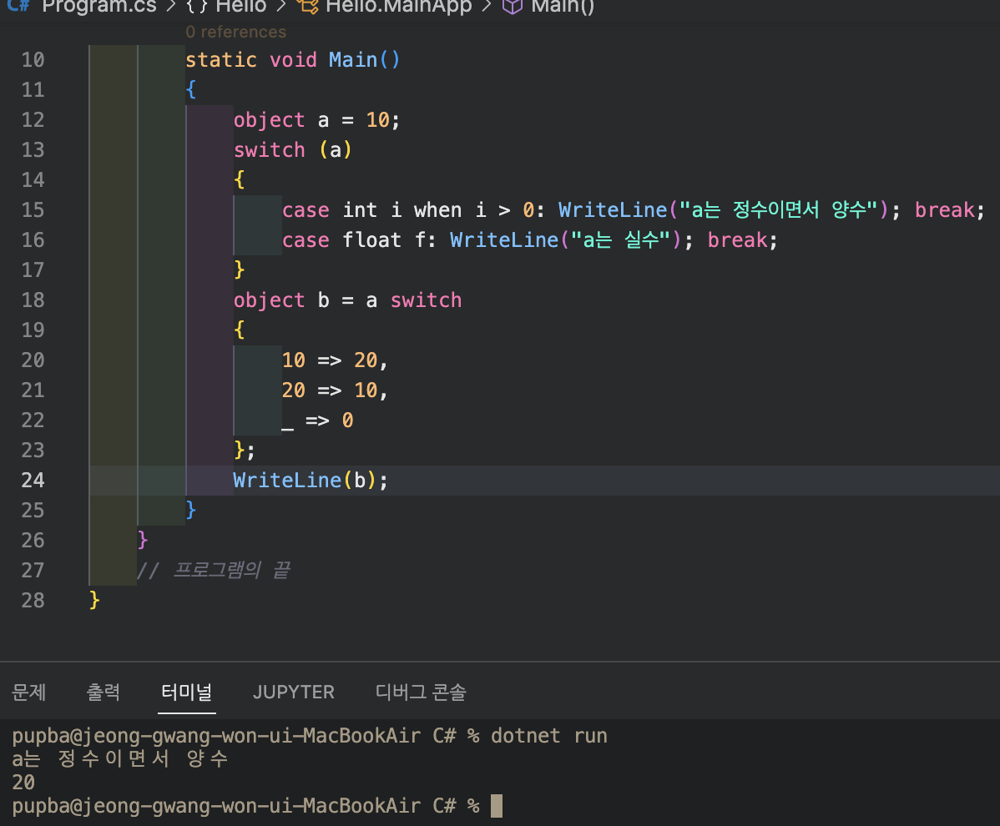 C# Program.cs > {} Hello > Hello.MainApp > Main()
0 references
10 static void Main()
11 {
12 object a = 10;
13 switch (a)
14 {
15 case int i when i > 0: WriteLine("a는 정수이면서 양수"); break;
16 case float f: WriteLine("a는 실수"); break;
17 }
18 object b = a switch
19 {
20 10 => 20,
21 20 => 10,
22 _ => 0
23 };
24 WriteLine(b);
25 }
26 }
27 // 프로그램의 끝
28 }
문제 출력 터미널 JUPYTER 디버그 콘솔
pupba@jeong-gwang-won-ui-MacBookAir C# % dotnet run
a는 정수이면서 양수
20
pupba@jeong-gwang-won-ui-MacBookAir C# %